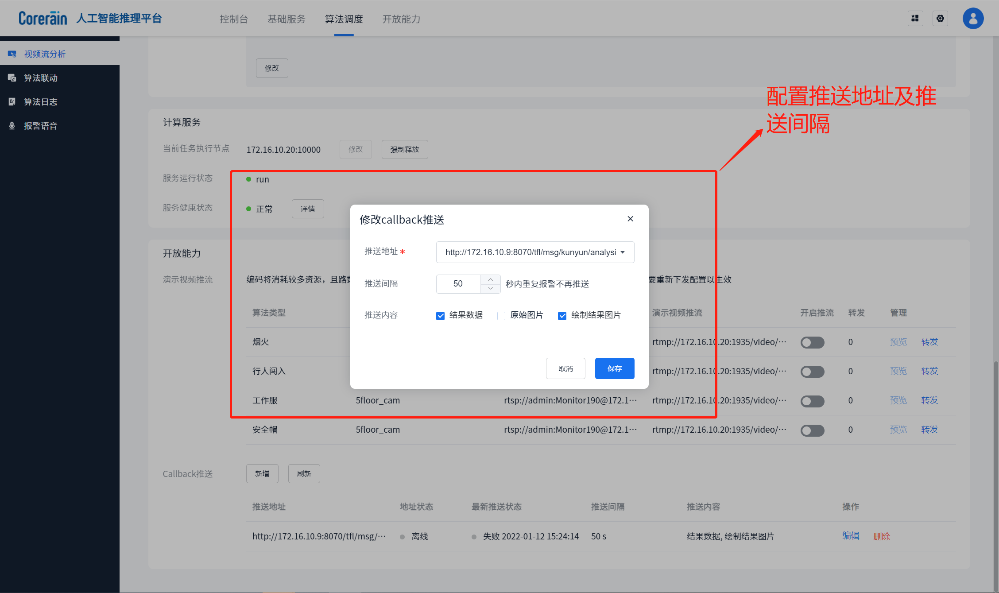 Corerain 人工智能推理平台 控制台 基础服务 算法调度 开放能力
视频流分析
算法联动
算法日志
报警语音
修改
配置推送地址及推
送间隔
计算服务
当前任务执行节点 172.16.10.20:10000 修改 强制释放
服务运行状态 run
服务健康状态 正常 详情
修改callback推送
推送地址* http://172.16.10.9:8070/tfl/msg/kunyun/analysi
推送间隔 50 秒内重复报警不再推送
推送内容 结果数据 原始图片 绘制结果图片
取消 保存
开放能力
演示视频推流 编码将消耗较多资源，且路 要重新下发配置以生效
算法类型 演示视频推流 开启推流 转发 管理
烟火 rtmp://172.16.10.20:1935/video/··· 0 预览 转发
行人闯入 rtmp://172.16.10.20:1935/video/··· 0 预览 转发
工作服 5floor_cam rtsp://admin:Monitor190@172.1··· rtmp://172.16.10.20:1935/video/··· 0 预览 转发
安全帽 5floor_cam rtsp://admin:Monitor190@172.1··· rtmp://172.16.10.20:1935/video/··· 0 预览 转发
Callback推送 新增 刷新
推送地址 地址状态 最新推送状态 推送间隔 推送内容 操作
http://172.16.10.9:8070/tfl/msg/··· 离线 失败 2022-01-12 15:24:14 50 s 结果数据, 绘制结果图片 编辑 删除